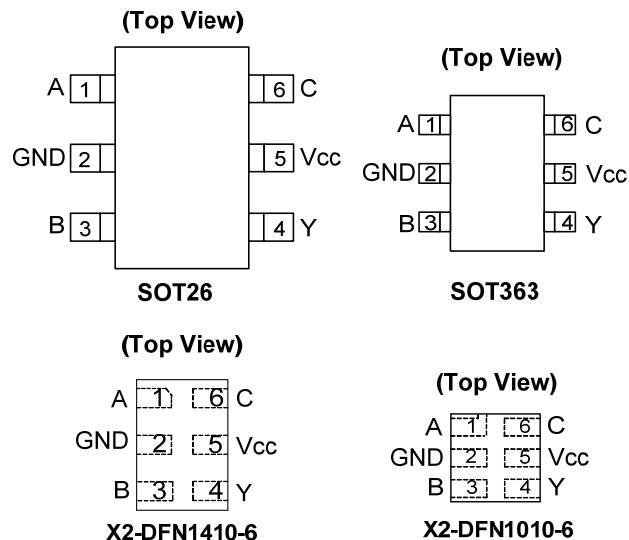 (Top View)
A 1 6 C
GND 2 5 Vcc
B 3 4 Y
SOT26
(Top View)
A 1 6 C
GND 2 5 Vcc
B 3 4 Y
SOT363
(Top View)
A 1 6 C
GND 2 5 Vcc
B 3 4 Y
X2-DFN1410-6
(Top View)
A 1 6 C
GND 2 5 Vcc
B 3 4 Y
X2-DFN1010-6